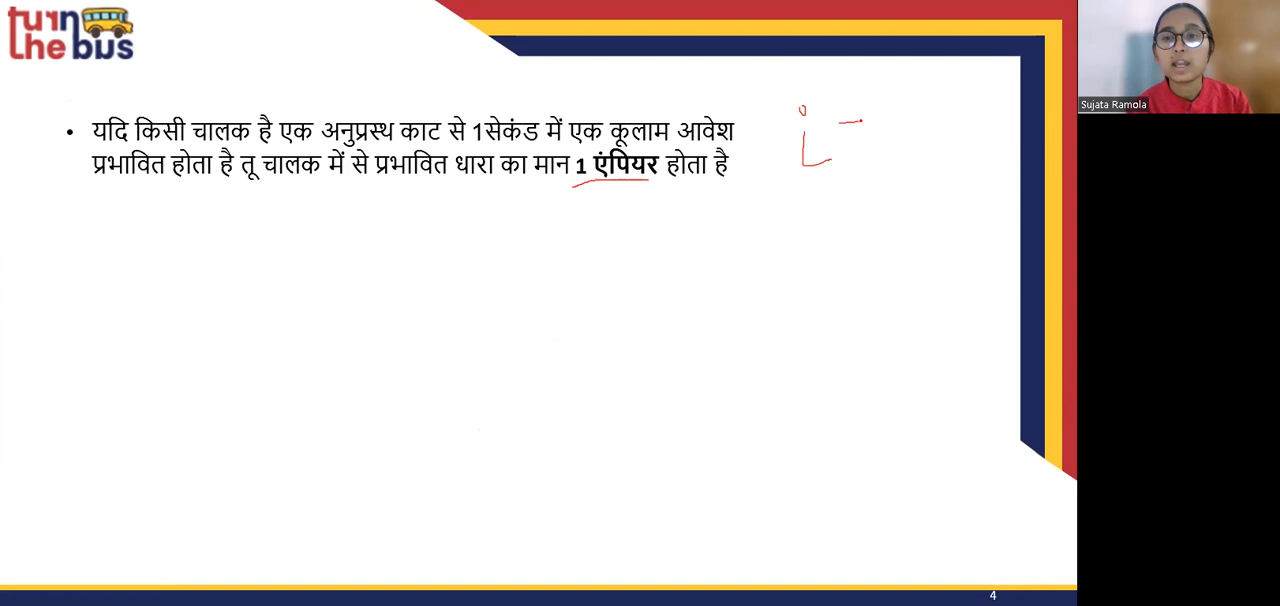 turn
the bus
Sujata Ramola
• यदि किसी चालक है एक अनुप्रस्थ काट से 1सेकंड में एक कूलाम आवेश
प्रभावित होता है तू चालक में से प्रभावित धारा का मान 1 एंपियर होता है
i -
4